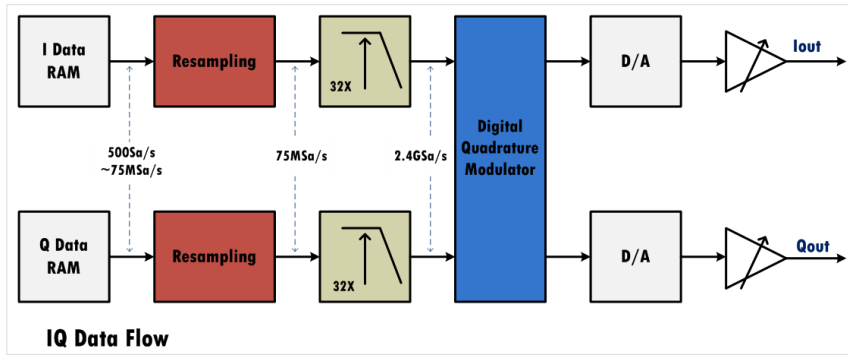 I Data
RAM
Resampling
32X
D/A
Iout
500Sa/s
~75MSa/s
75MSa/s
2.4GSa/s
Digital
Quadrature
Modulator
Q Data
RAM
Resampling
32X
D/A
Qout
IQ Data Flow